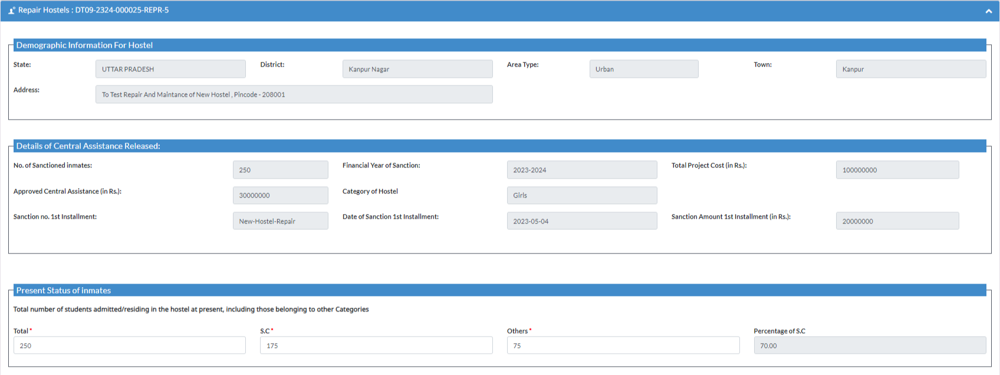 Repair Hostels : DT09-2324-000025-REPR-5
Demographic Information For Hostel
State: UTTAR PRADESH District: Kanpur Nagar Area Type: Urban Town: Kanpur
Address: To Test Repair And Maintance of New Hostel , Pincode - 208001
Details of Central Assistance Released:
No. of Sanctioned inmates: 250 Financial Year of Sanction: 2023-2024 Total Project Cost (in Rs.): 100000000
Approved Central Assistance (in Rs.): 30000000 Category of Hostel Girls
Sanction no. 1st Installment: New-Hostel-Repair Date of Sanction 1st Installment: 2023-05-04 Sanction Amount 1st Installment (in Rs.): 20000000
Present Status of inmates
Total number of students admitted/residing in the hostel at present, including those belonging to other Categories
Total * S.C * Others * Percentage of S.C
250 175 75 70.00